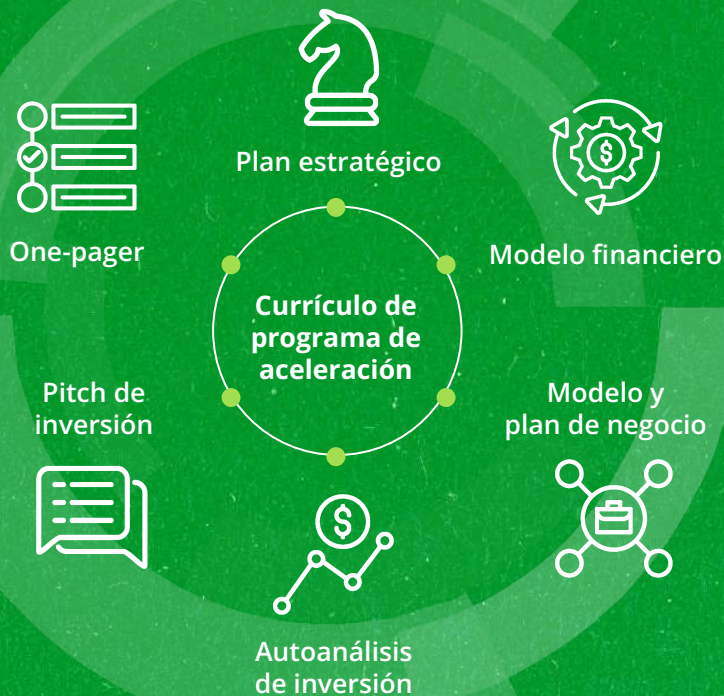 Plan estratégico
One-pager
Modelo financiero
Currículo de
programa de
aceleración
Pitch de
inversión
Modelo y
plan de negocio
$
$
Autoanálisis
de inversión